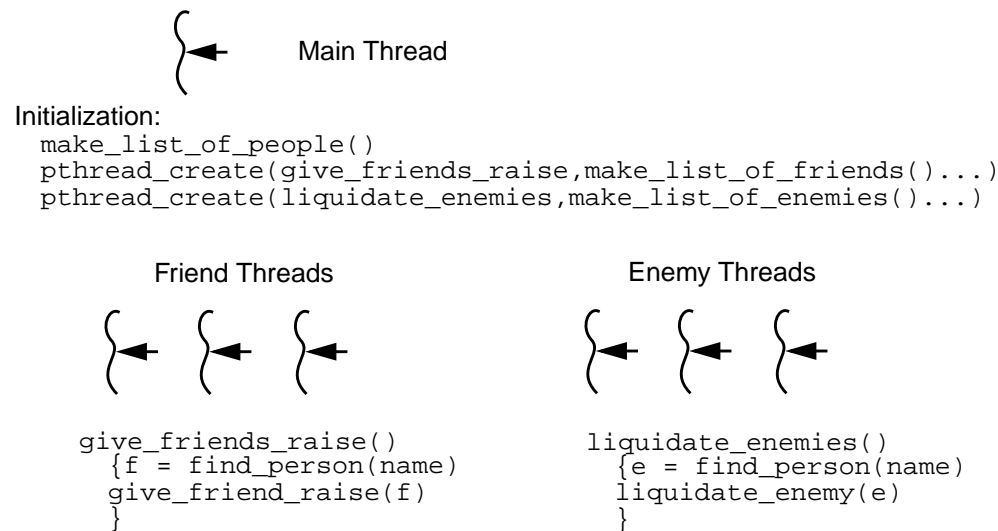 Main Thread
Initialization:
make_list_of_people()
pthread_create(give_friends_raise,make_list_of_friends()...)
pthread_create(liquidate_enemies,make_list_of_enemies()...)
Friend Threads
Enemy Threads
give_friends_raise()
{f = find_person(name)
give_friend_raise(f)
}
liquidate_enemies()
{e = find_person(name)
liquidate_enemy(e)
}